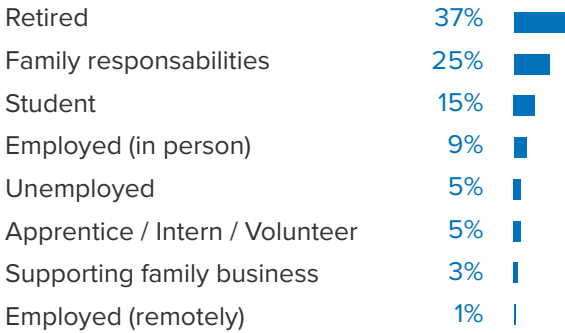 Retired 37%
Family responsabilities 25%
Student 15%
Employed (in person) 9%
Unemployed 5%
Apprentice / Intern / Volunteer 5%
Supporting family business 3%
Employed (remotely) 1%